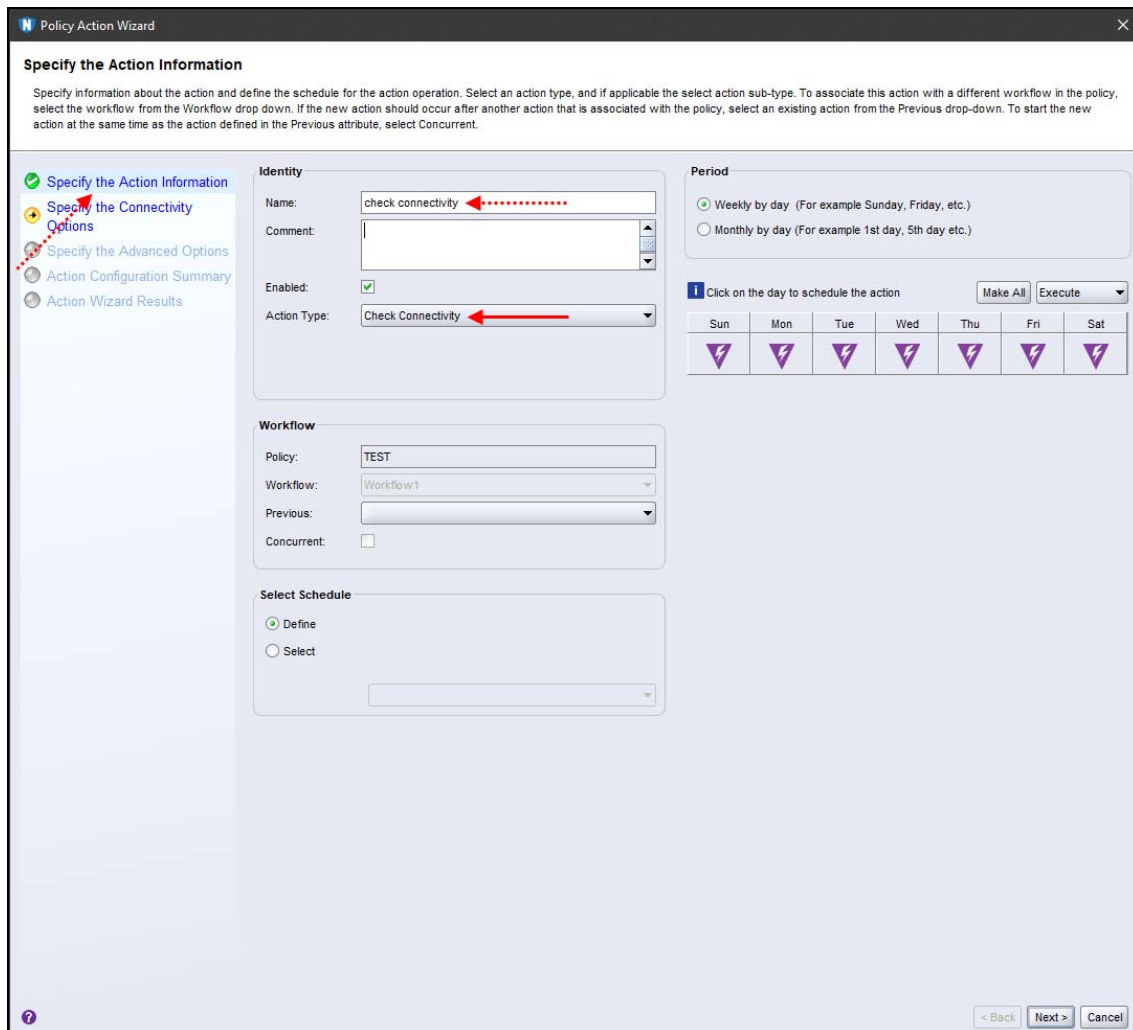 Policy Action Wizard
Specify the Action Information
Specify information about the action and define the schedule for the action operation. Select an action type, and if applicable the select action sub-type. To associate this action with a different workflow in the policy,
select the workflow from the Workflow drop down. If the new action should occur after another action that is associated with the policy, select an existing action from the Previous drop-down. To start the new
action at the same time as the action defined in the Previous attribute, select Concurrent.
Specify the Action Information
Specify the Connectivity
Options
Specify the Advanced Options
Action Configuration Summary
Action Wizard Results
Identity
Name: check connectivity
Comment:
Enabled:
Action Type: Check Connectivity
Workflow
Policy: TEST
Workflow: Workflow1
Previous:
Concurrent:
Select Schedule
Define
Select
Period
Weekly by day (For example Sunday, Friday, etc.)
Monthly by day (For example 1st day, 5th day etc.)
i Click on the day to schedule the action Make All Execute
Sun Mon Tue Wed Thu Fri Sat
? < Back Next > Cancel